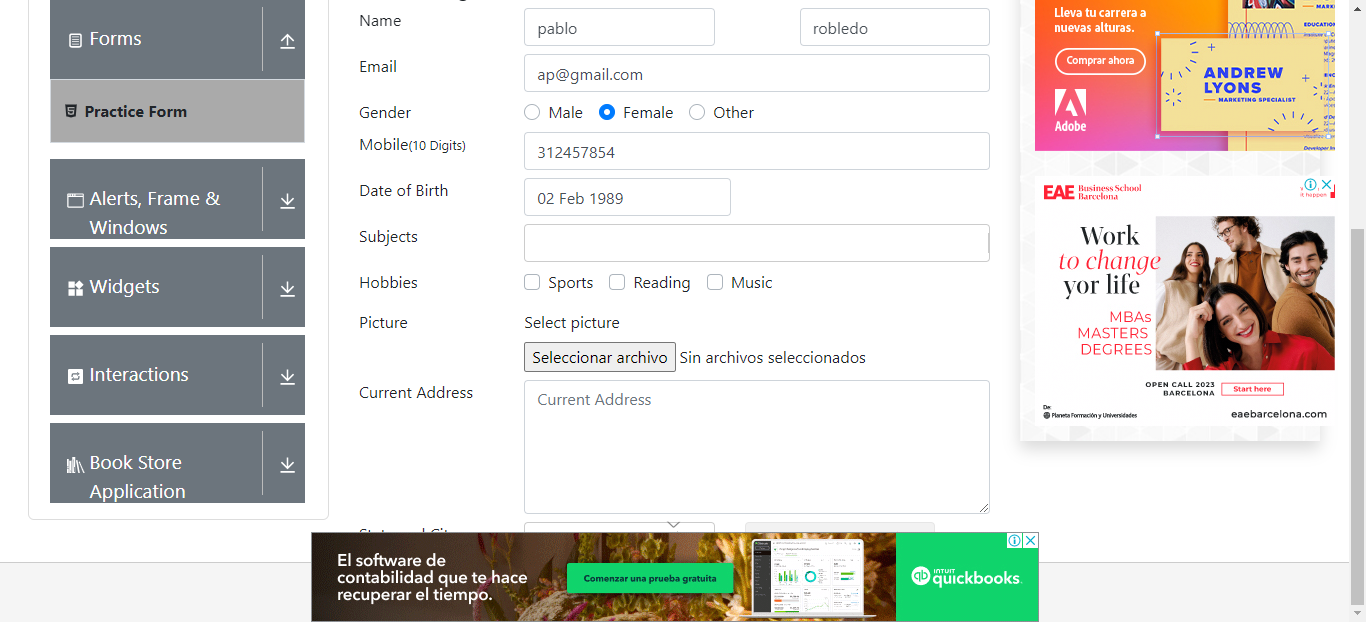 Forms
Practice Form
Alerts, Frame &
Windows
Widgets
Interactions
Book Store
Application
Name
pablo
robledo
Email
ap@gmail.com
Gender
Male
Female
Other
Mobile(10 Digits)
312457854
Date of Birth
02 Feb 1989
Subjects
Hobbies
Sports
Reading
Music
Picture
Select picture
Seleccionar archivo Sin archivos seleccionados
Current Address
Current Address
El software de
contabilidad que te hace
recuperar el tiempo.
Comenzar una prueba gratuita
INTUIT
quickbooks
Lleva tu carrera a
nuevas alturas.
Comprar ahora
Adobe
ANDREW
LYONS
MARKETING SPECIALIST
EAE Business School
Barcelona
Work
to change
yor life
MBAs
MASTERS
DEGREES
OPEN CALL 2023
BARCELONA
Start here
De:
Planeta Formación y Universidades
eaebarcelona.com